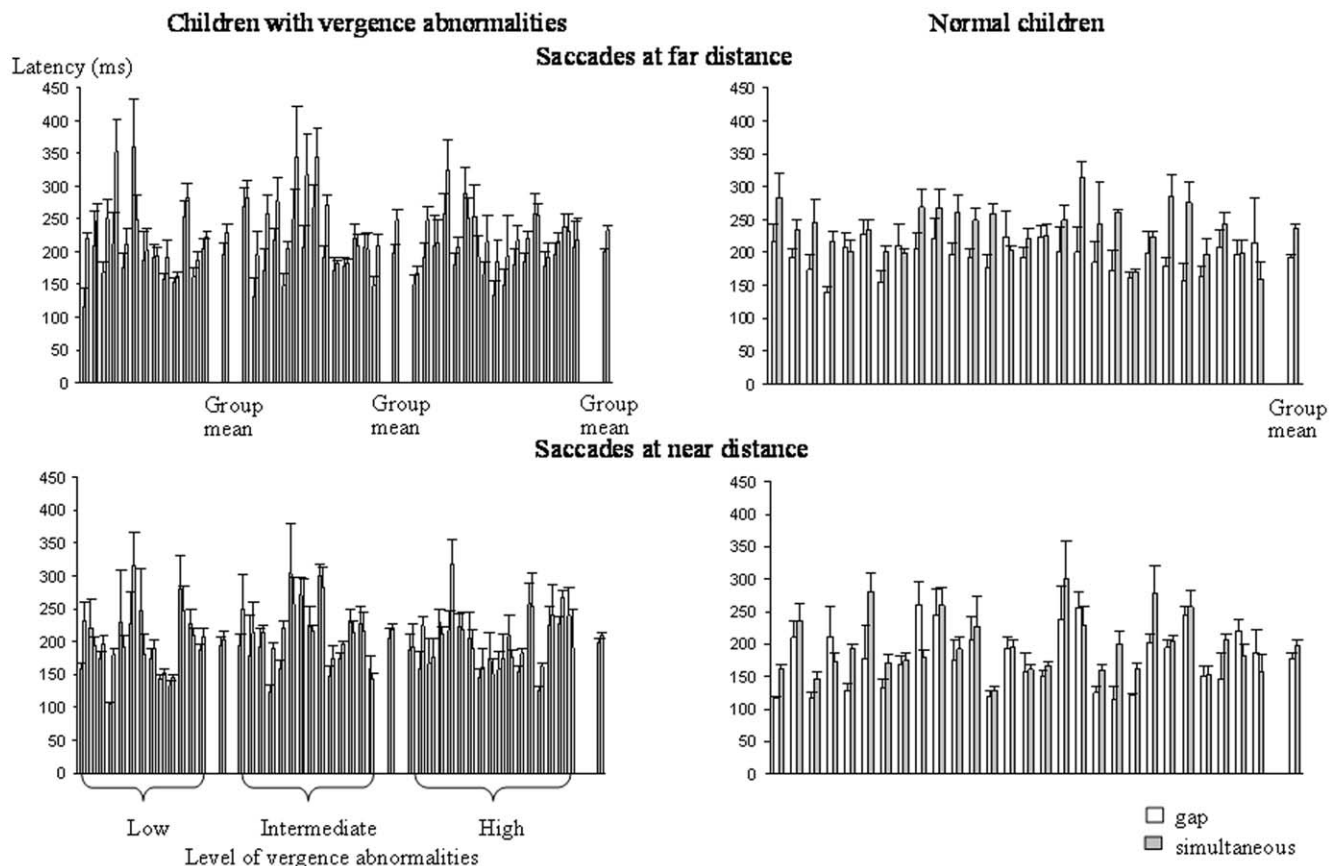 Children with vergence abnormalities
Normal children
Saccades at far distance
Latency (ms)
450
400
350
300
250
200
150
100
50
0
Group mean
Group mean
Group mean
450
400
350
300
250
200
150
100
50
0
Group mean
Saccades at near distance
450
400
350
300
250
200
150
100
50
0
Low
Intermediate
High
Level of vergence abnormalities
450
400
350
300
250
200
150
100
50
0
gap
simultaneous